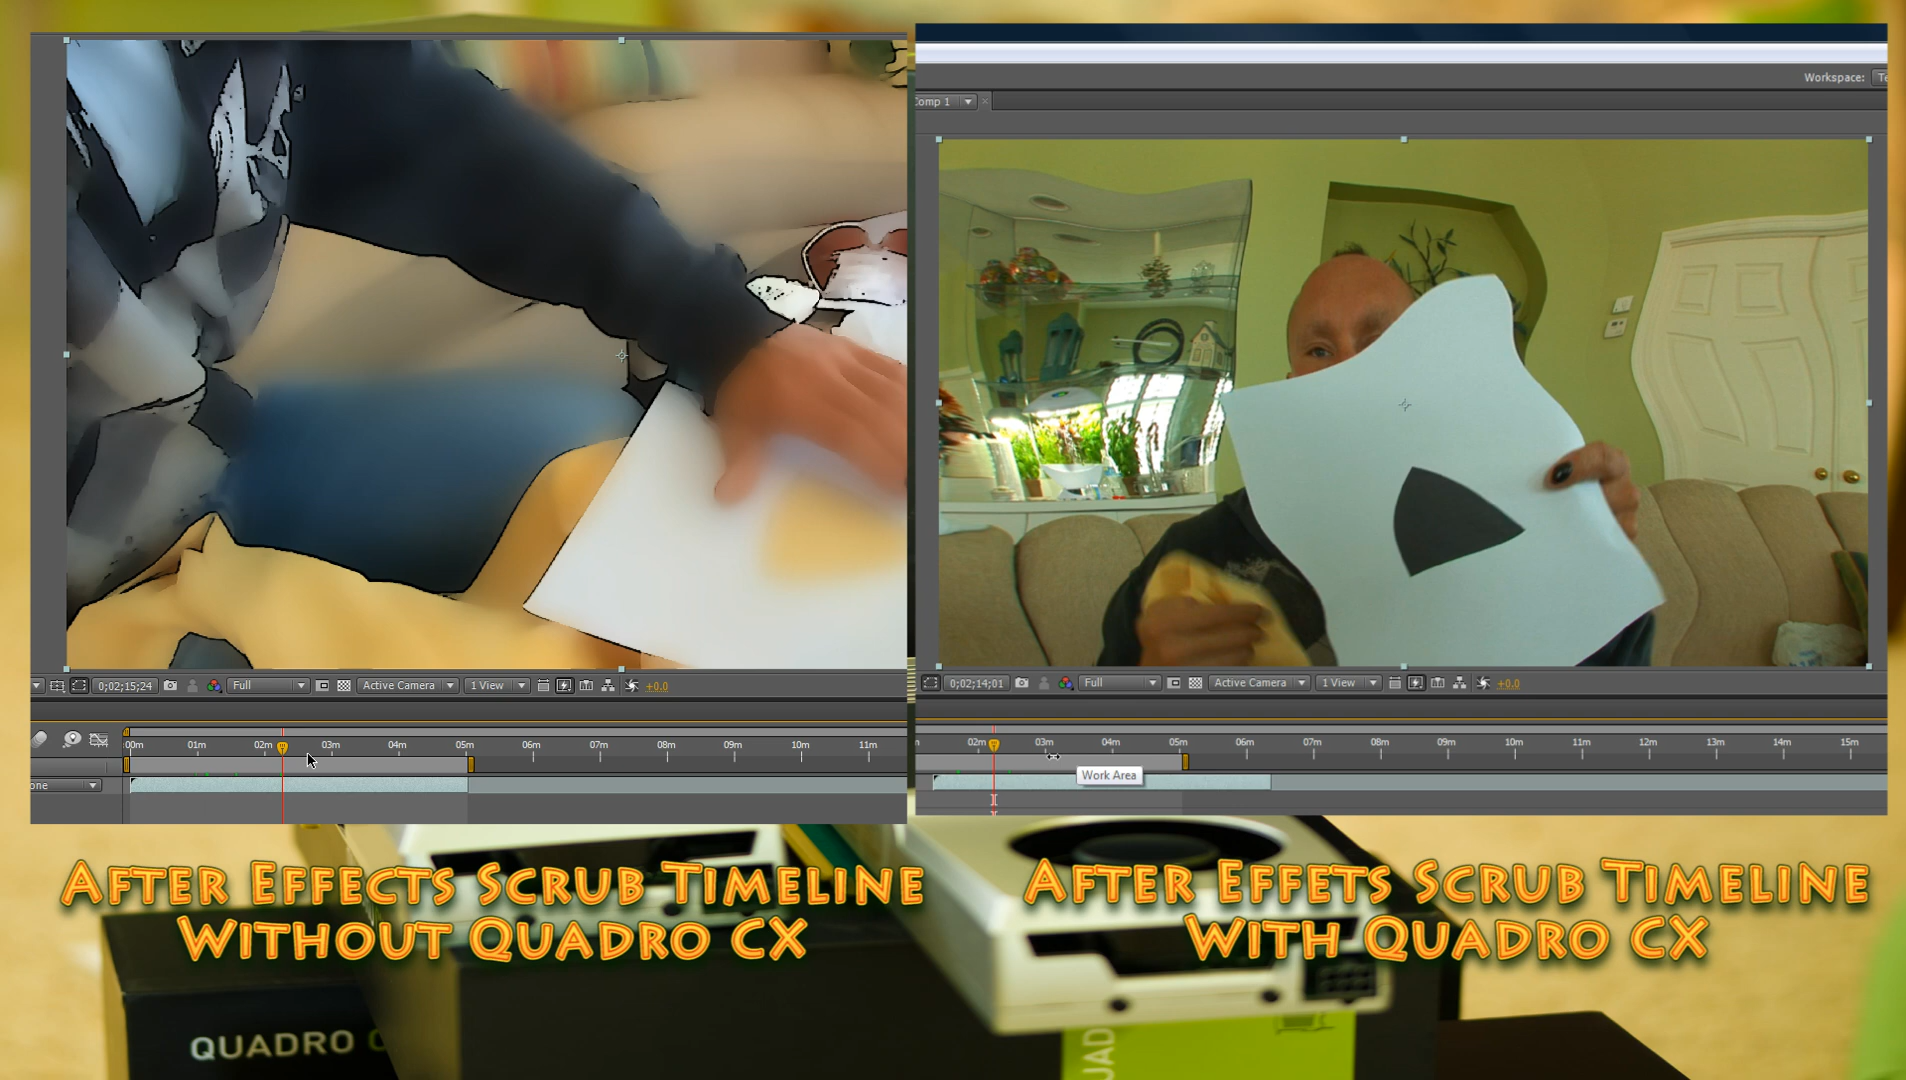 Workspace:
Comp 1
0;02;15;24
Full
Active Camera
1 View
+0.0
:00m 01m 02m 03m 04m 05m 06m 07m 08m 09m 10m 11m
one
0;02;14;01
Full
Active Camera
1 View
+0.0
02m 03m 04m 05m 06m 07m 08m 09m 10m 11m 12m 13m 14m 15m
Work Area
After Effects Scrub Timeline
Without Quadro CX
After Effets Scrub Timeline
With Quadro CX
QUADRO